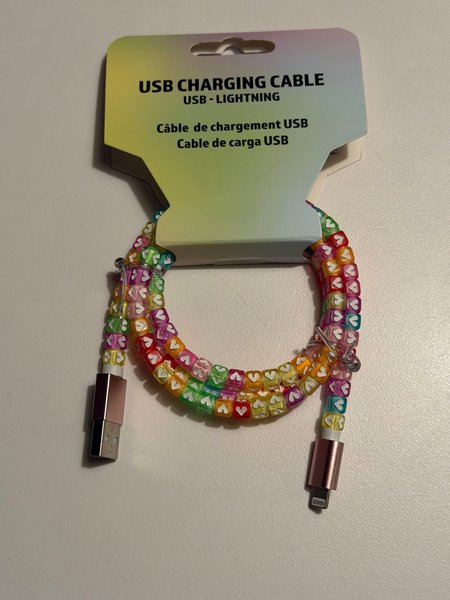 USB CHARGING CABLE
USB - LIGHTNING
Câble de chargement USB
Cable de carga USB